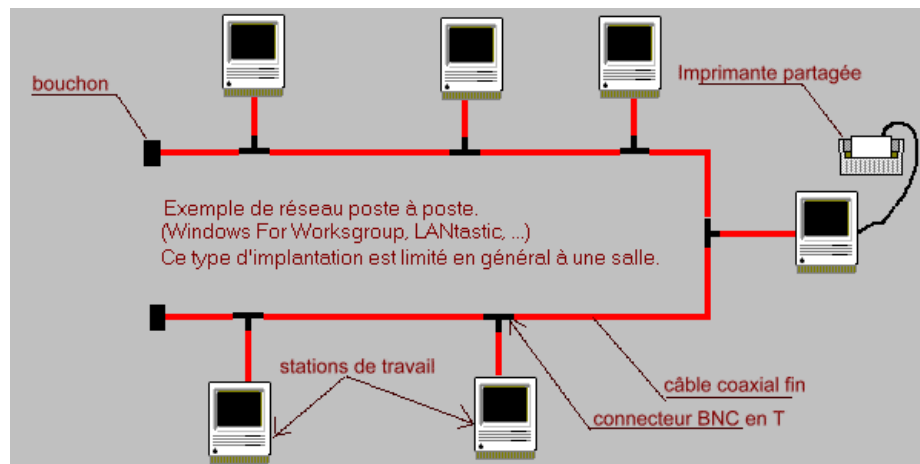 bouchon
Imprimante partagée
Exemple de réseau poste à poste.
(Windows For Worksgroup, LANtastic, ...)
Ce type d'implantation est limité en général à une salle.
stations de travail
câble coaxial fin
connecteur BNC en T